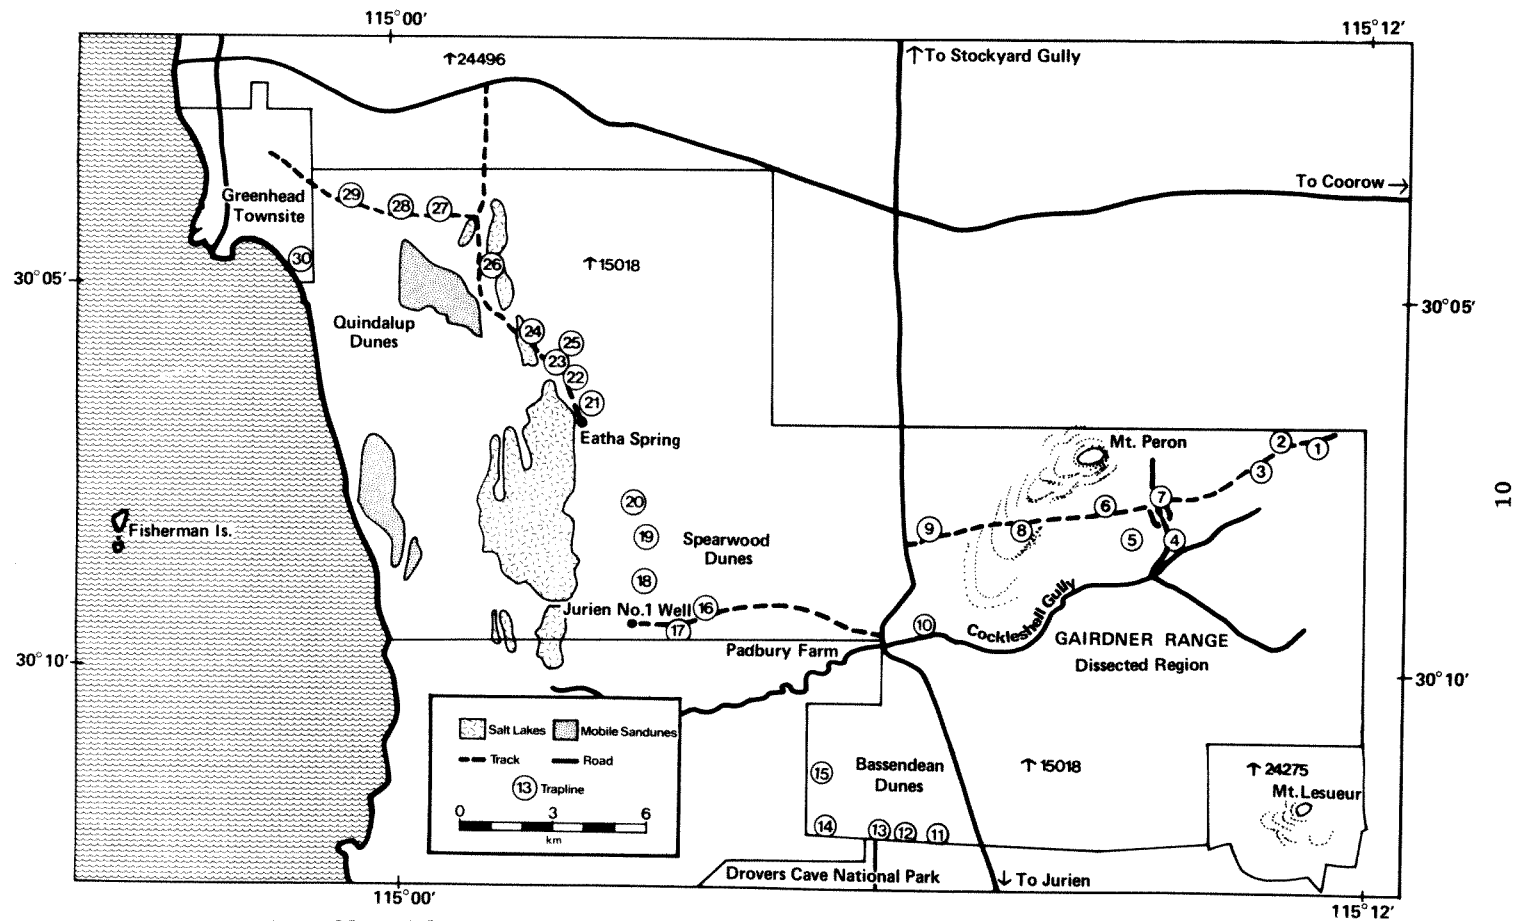 115°00'
115°12'
↑24496
↑To Stockyard Gully
To Coorow→
29
28
27
Greenhead
Townsite
30
26
↑15018
30°05'
30°05'
Quindalup
Dunes
24
25
23
22
21
Eatha Spring
Mt. Peron
2
1
3
7
6
20
9
8
5
4
10
Fisherman Is.
19
Spearwood
Dunes
18
Jurien No.1 Well
16
17
Cockleshell Gully
10
GAIRDNER RANGE
Dissected Region
Padbury Farm
30°10'
30°10'
Salt Lakes
Mobile Sandunes
Track
Road
13 Trapline
0 3 6
km
15
Bassendean
Dunes
↑15018
↑24275
Mt. Lesueur
14
13
12
11
Drovers Cave National Park
↓To Jurien
115°00'
115°12'